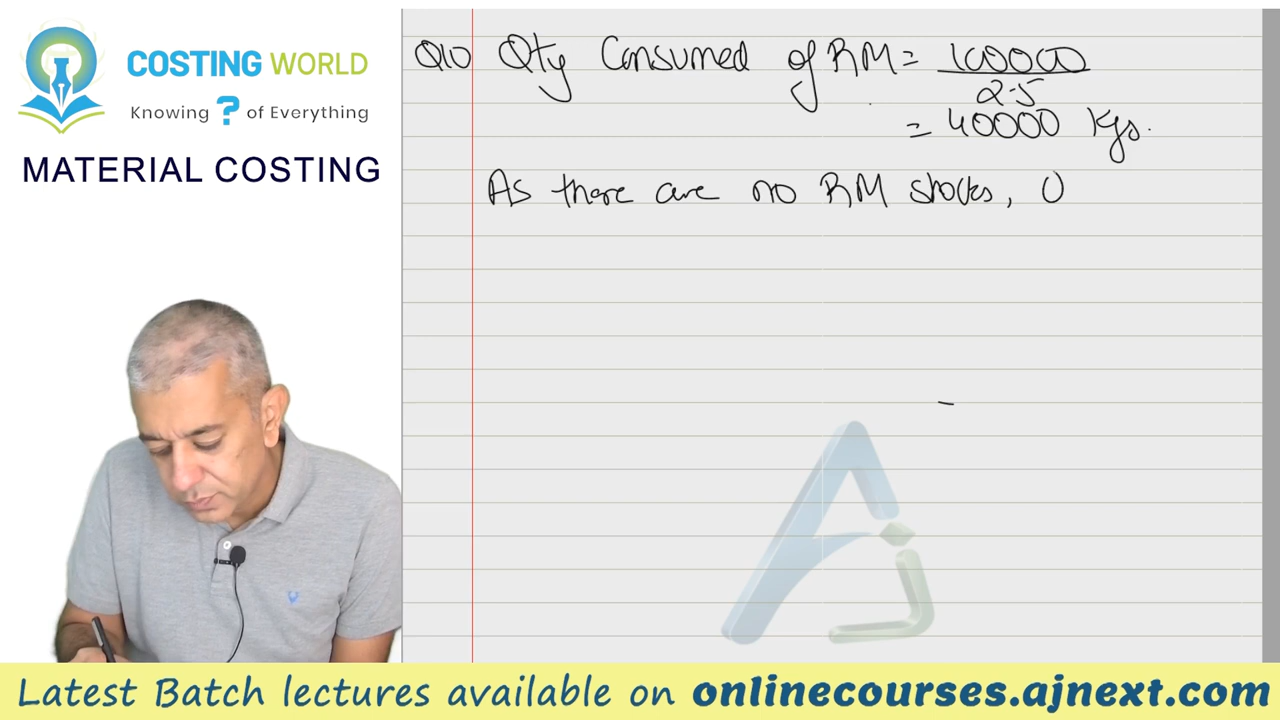 COSTING WORLD
Knowing ? of Everything
MATERIAL COSTING
Q10 Qty Consumed of RM = 100000
2.5
= 40000 Kgs.
As there are no RM stocks, O
Latest Batch lectures available on onlinecourses.ajnext.com